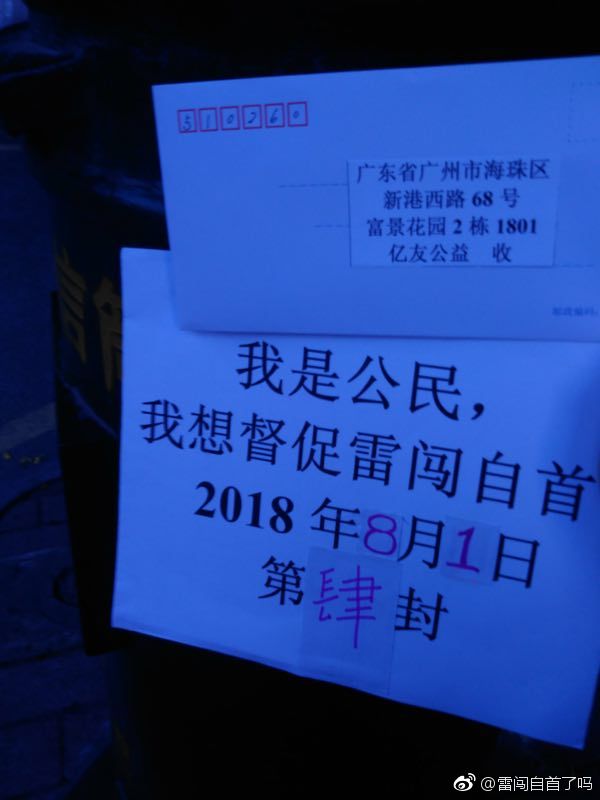 510260
广东省广州市海珠区
新港西路 68 号
富景花园 2 栋 1801
亿友公益 收
邮政编码:
我是公民，
我想督促雷闯自首
2018 年8月1日
第肆封
@雷闯自首了吗